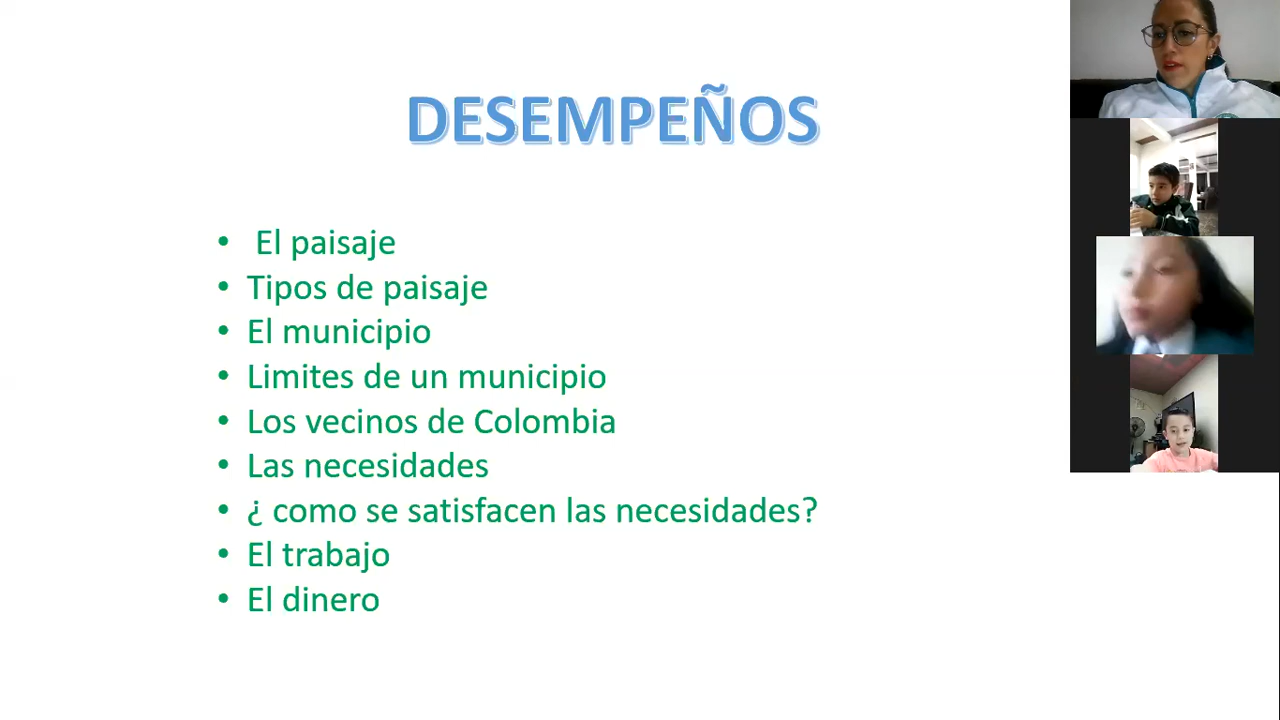 DESEMPEÑOS
• El paisaje
• Tipos de paisaje
• El municipio
• Limites de un municipio
• Los vecinos de Colombia
• Las necesidades
• ¿ como se satisfacen las necesidades?
• El trabajo
• El dinero